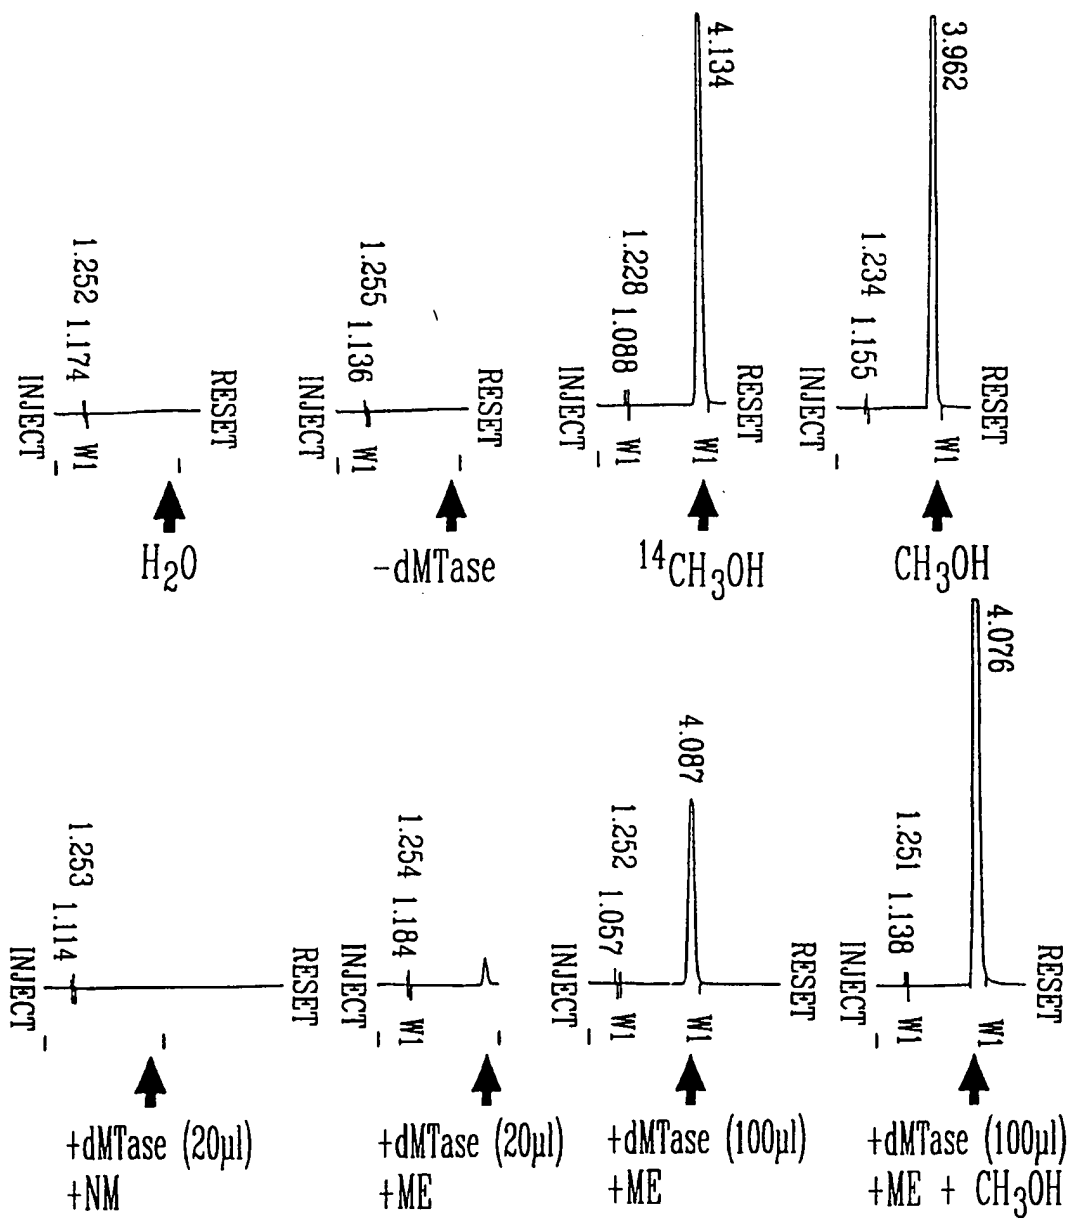 4.134
3.962
1.252
1.174
INJECT
W1
RESET
H2O
1.255
1.136
INJECT
W1
RESET
-dMTase
1.228
1.088
INJECT
W1
W1
RESET
14CH3OH
1.234
1.155
INJECT
W1
RESET
CH3OH
1.253
1.114
INJECT
RESET
+dMTase (20μl)
+NM
1.254
1.184
INJECT
W1
+dMTase (20μl)
+ME
4.087
1.252
1.057
INJECT
W1
W1
RESET
+dMTase (100μl)
+ME
4.076
1.251
1.138
INJECT
W1
W1
RESET
+dMTase (100μl)
+ME + CH3OH